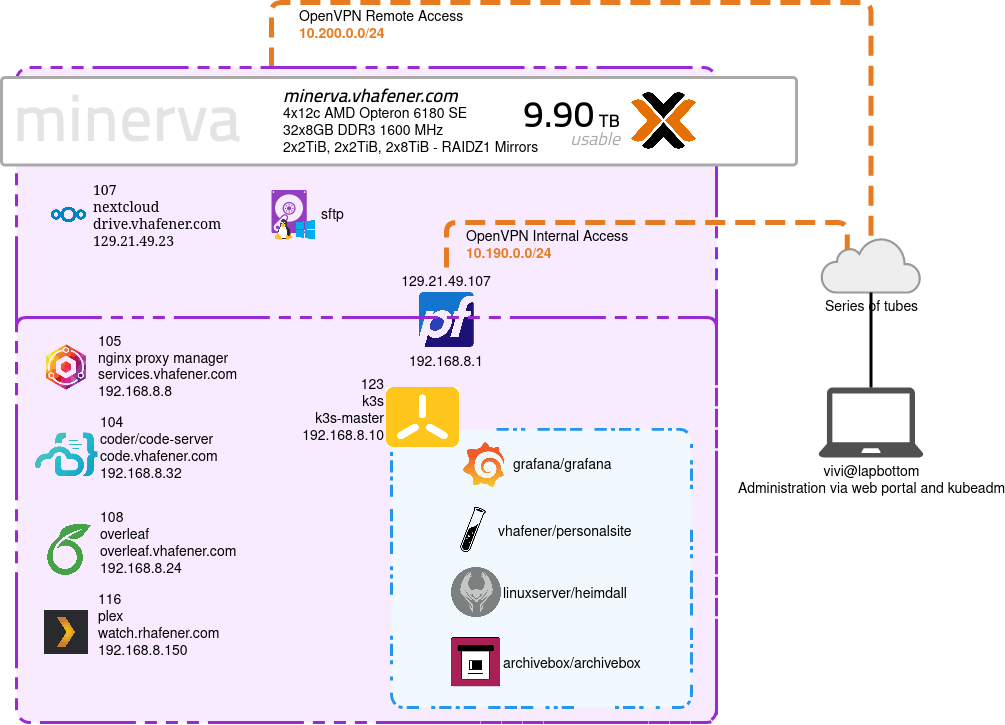 OpenVPN Remote Access
10.200.0.0/24
minerva
minerva.vhafener.com
4x12c AMD Opteron 6180 SE
32x8GB DDR3 1600 MHz
2x2TiB, 2x2TiB, 2x8TiB - RAIDZ1 Mirrors
9.90 TB
usable
107
nextcloud
drive.vhafener.com
129.21.49.23
sftp
OpenVPN Internal Access
10.190.0.0/24
129.21.49.107
pf
192.168.8.1
Series of tubes
105
nginx proxy manager
services.vhafener.com
192.168.8.8
123
k3s
k3s-master
192.168.8.10
104
coder/code-server
code.vhafener.com
192.168.8.32
grafana/grafana
vivi@lapbottom
Administration via web portal and kubeadm
108
overleaf
overleaf.vhafener.com
192.168.8.24
vhafener/personalsite
linuxserver/heimdall
116
plex
watch.rhafener.com
192.168.8.150
archivebox/archivebox